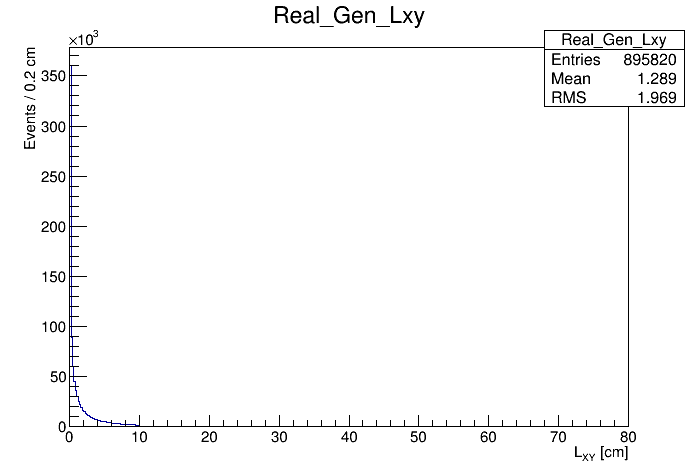 Real_Gen_Lxy
×10³
Real_Gen_Lxy
Entries 895820
Mean 1.289
RMS 1.969
Events / 0.2 cm
350
300
250
200
150
100
50
0
0 10 20 30 40 50 60 70 80
L_XY [cm]